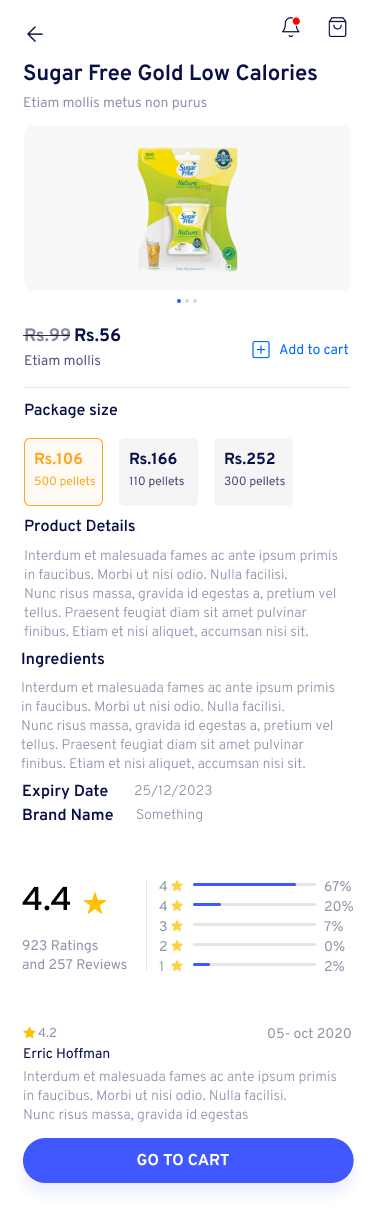 Sugar Free Gold Low Calories
Etiam mollis metus non purus
Sugar Free
Natura
Sugar Free
Natura
Rs.99 Rs.56
Add to cart
Etiam mollis
Package size
Rs.106
500 pellets
Rs.166
110 pellets
Rs.252
300 pellets
Product Details
Interdum et malesuada fames ac ante ipsum primis
in faucibus. Morbi ut nisi odio. Nulla facilisi.
Nunc risus massa, gravida id egestas a, pretium vel
tellus. Praesent feugiat diam sit amet pulvinar
finibus. Etiam et nisi aliquet, accumsan nisi sit.
Ingredients
Interdum et malesuada fames ac ante ipsum primis
in faucibus. Morbi ut nisi odio. Nulla facilisi.
Nunc risus massa, gravida id egestas a, pretium vel
tellus. Praesent feugiat diam sit amet pulvinar
finibus. Etiam et nisi aliquet, accumsan nisi sit.
Expiry Date 25/12/2023
Brand Name Something
4.4
923 Ratings
and 257 Reviews
4 67%
4 20%
3 7%
2 0%
1 2%
4.2
05- oct 2020
Erric Hoffman
Interdum et malesuada fames ac ante ipsum primis
in faucibus. Morbi ut nisi odio. Nulla facilisi.
Nunc risus massa, gravida id egestas
GO TO CART